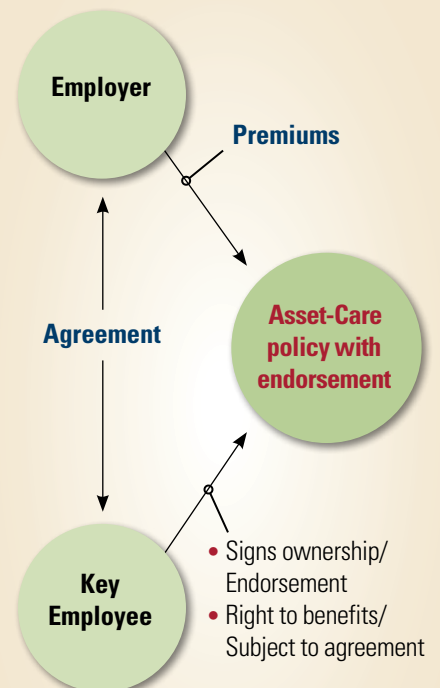 Employer
Premiums
Agreement
Asset-Care
policy with
endorsement
Key
Employee
• Signs ownership/
Endorsement
• Right to benefits/
Subject to agreement